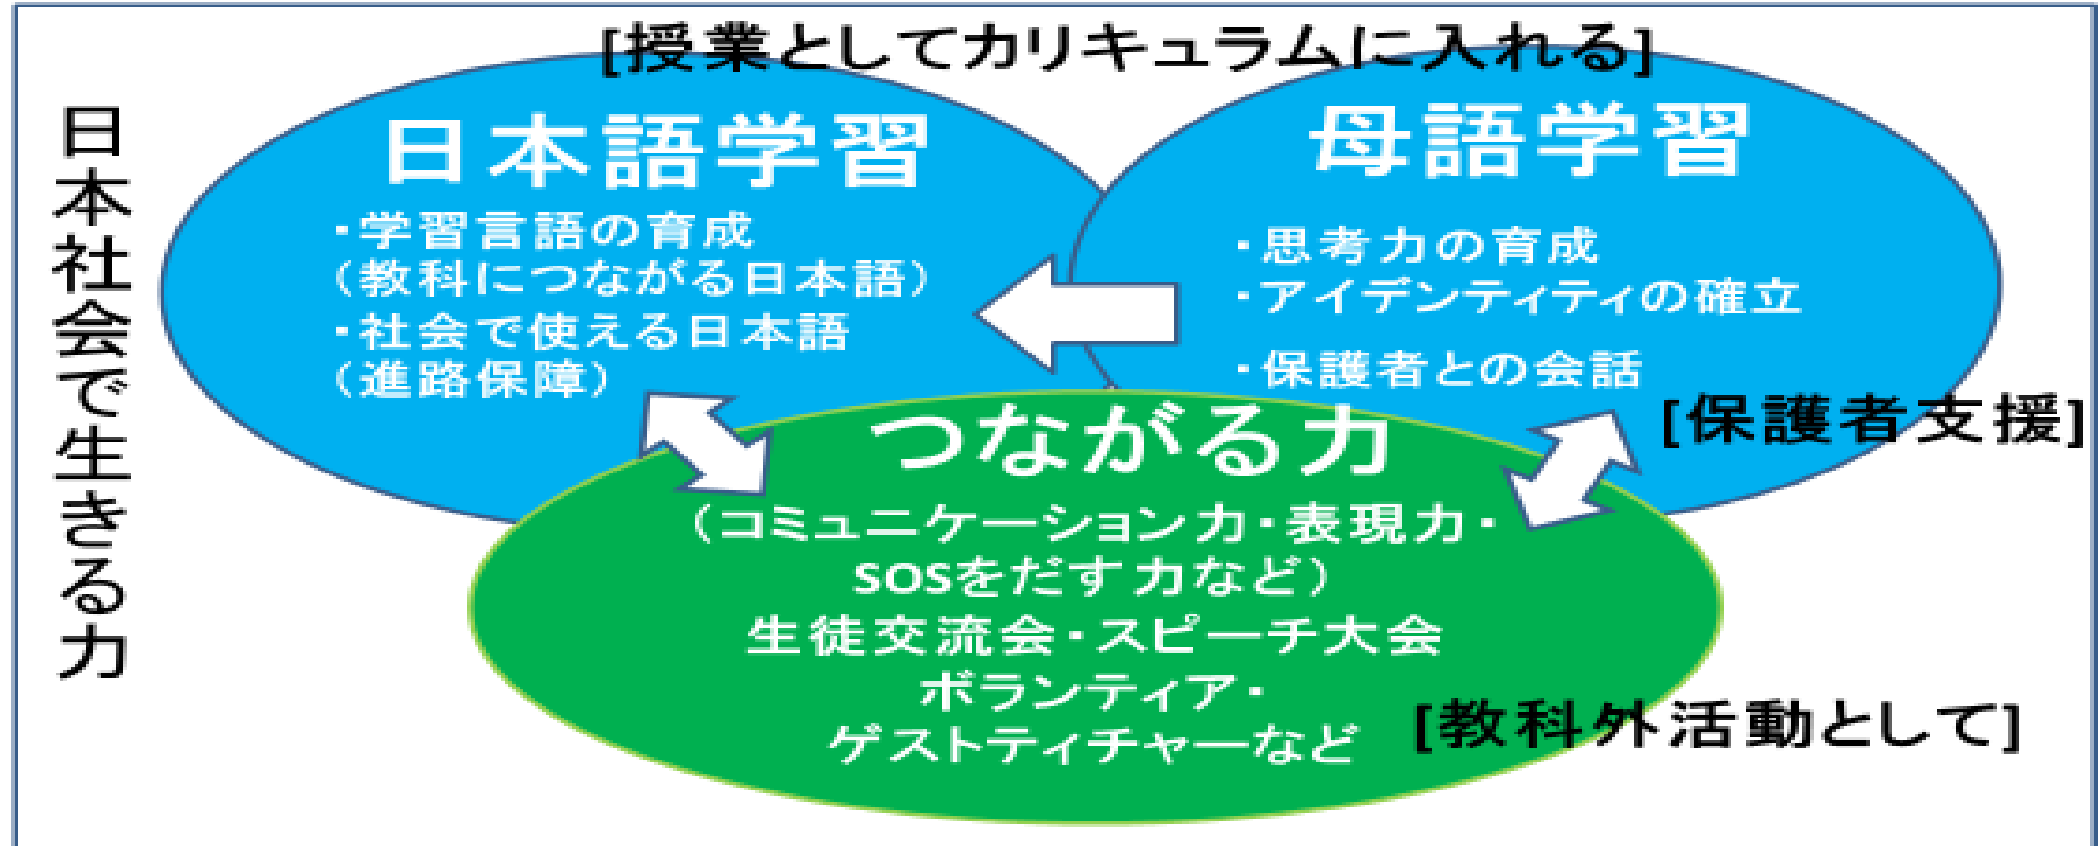 [授業としてカリキュラムに入れる]
日本社会で生きる力
日本語学習
・学習言語の育成
（教科につながる日本語）
・社会で使える日本語
（進路保障）
母語学習
・思考力の育成
・アイデンティティの確立
・保護者との会話
[保護者支援]
つながる力
（コミュニケーション力・表現力・
SOSをだす力など）
生徒交流会・スピーチ大会
ボランティア・
ゲストティチャーなど
[教科外活動として]